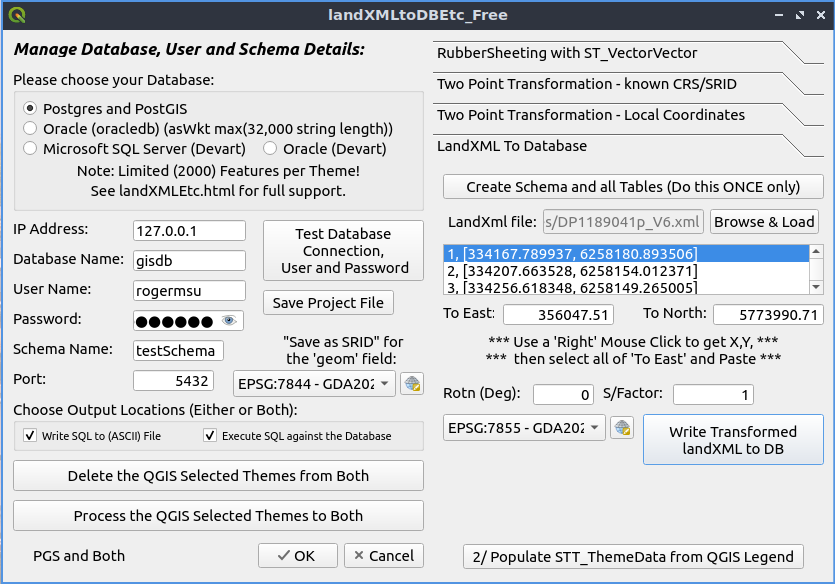 landXMLtoDBEtc_Free
Manage Database, User and Schema Details:
Please choose your Database:
Postgres and PostGIS
Oracle (oracledb) (asWkt max(32,000 string length))
Microsoft SQL Server (Devart)
Oracle (Devart)
Note: Limited (2000) Features per Theme!
See landXMLEtc.html for full support.
IP Address:
127.0.0.1
Database Name:
gisdb
User Name:
rogermsu
Password:
●●●●●●
Schema Name:
testSchema
Port:
5432
Test Database
Connection,
User and Password
Save Project File
"Save as SRID" for
the 'geom' field:
EPSG:7844 - GDA202
Choose Output Locations (Either or Both):
Write SQL to (ASCII) File
Execute SQL against the Database
Delete the QGIS Selected Themes from Both
Process the QGIS Selected Themes to Both
PGS and Both
OK
Cancel
RubberSheeting with ST_VectorVector
Two Point Transformation - known CRS/SRID
Two Point Transformation - Local Coordinates
LandXML To Database
Create Schema and all Tables (Do this ONCE only)
LandXml file:
s/DP1189041p_V6.xml
Browse & Load
1, [334167.789937, 6258180.893506]
2, [334207.663528, 6258154.012371]
3, [334256.618348, 6258149.265005]
To East:
356047.51
To North:
5773990.71
*** Use a 'Right' Mouse Click to get X,Y, ***
*** then select all of 'To East' and Paste ***
Rotn (Deg):
0
S/Factor:
1
EPSG:7855 - GDA202
Write Transformed
landXML to DB
2/ Populate STT_ThemeData from QGIS Legend